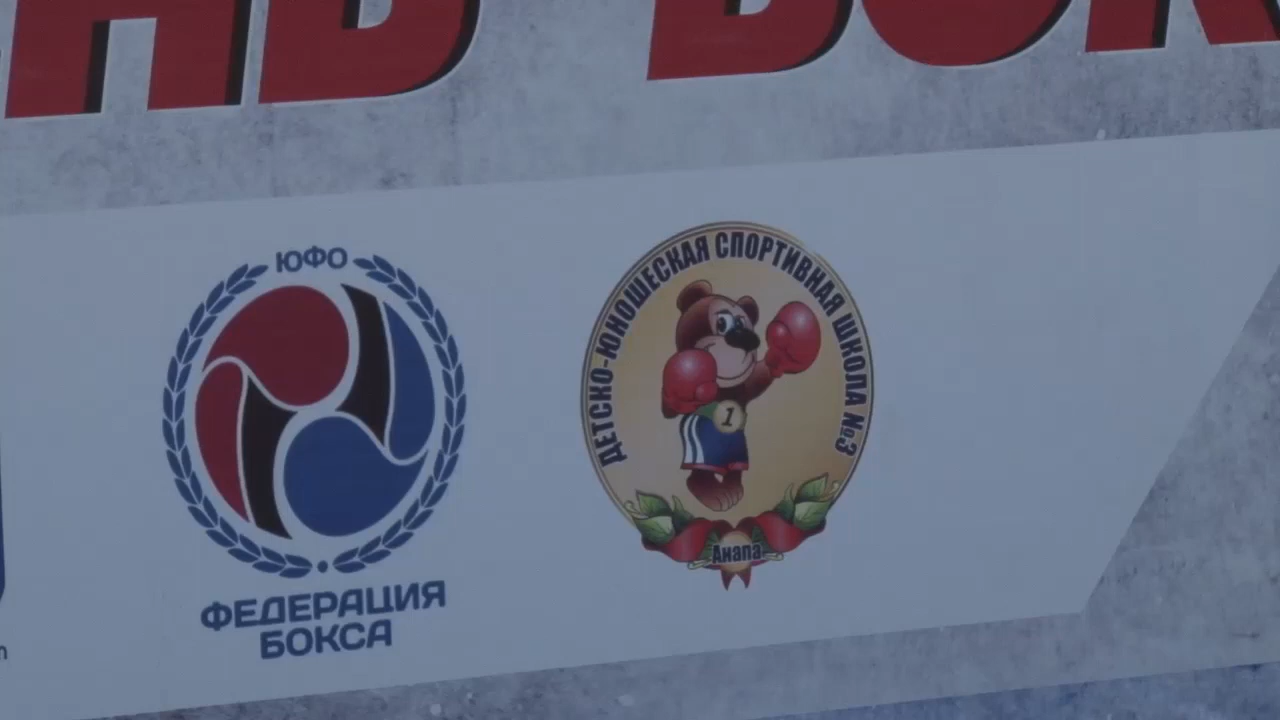 ЮФО
ФЕДЕРАЦИЯ
БОКСА
ДЕТСКО-ЮНОШЕСКАЯ СПОРТИВНАЯ ШКОЛА №3
1
Анапа